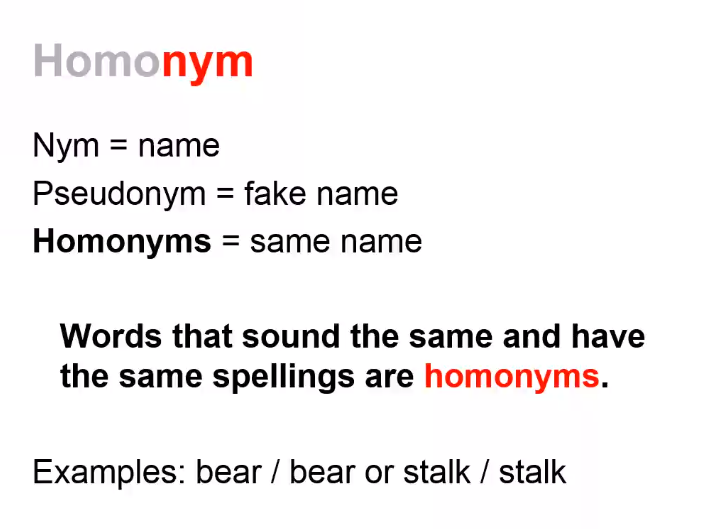 Homonym
Nym = name
Pseudonym = fake name
Homonyms = same name
Words that sound the same and have
the same spellings are homonyms.
Examples: bear / bear or stalk / stalk